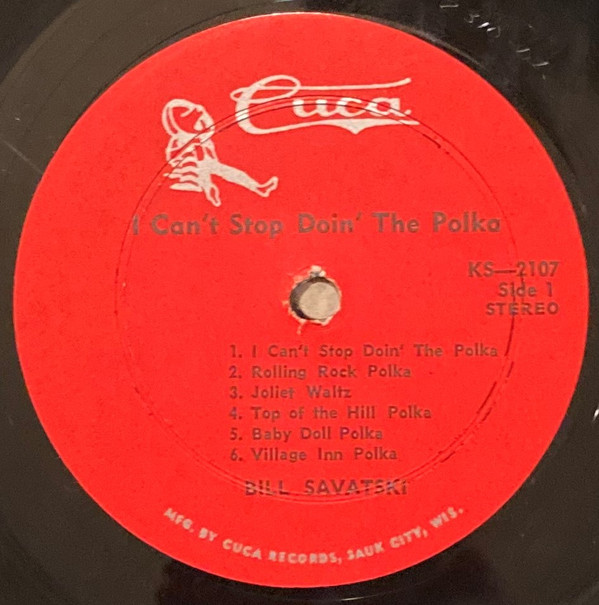 Cuca
I Can't Stop Doin' The Polka
KS—2107
Side 1
STEREO
1. I Can't Stop Doin' The Polka
2. Rolling Rock Polka
3. Joliet Waltz
4. Top of the Hill Polka
5. Baby Doll Polka
6. Village Inn Polka
BILL SAVATSKI
MFG. BY CUCA RECORDS, SAUK CITY, WIS.